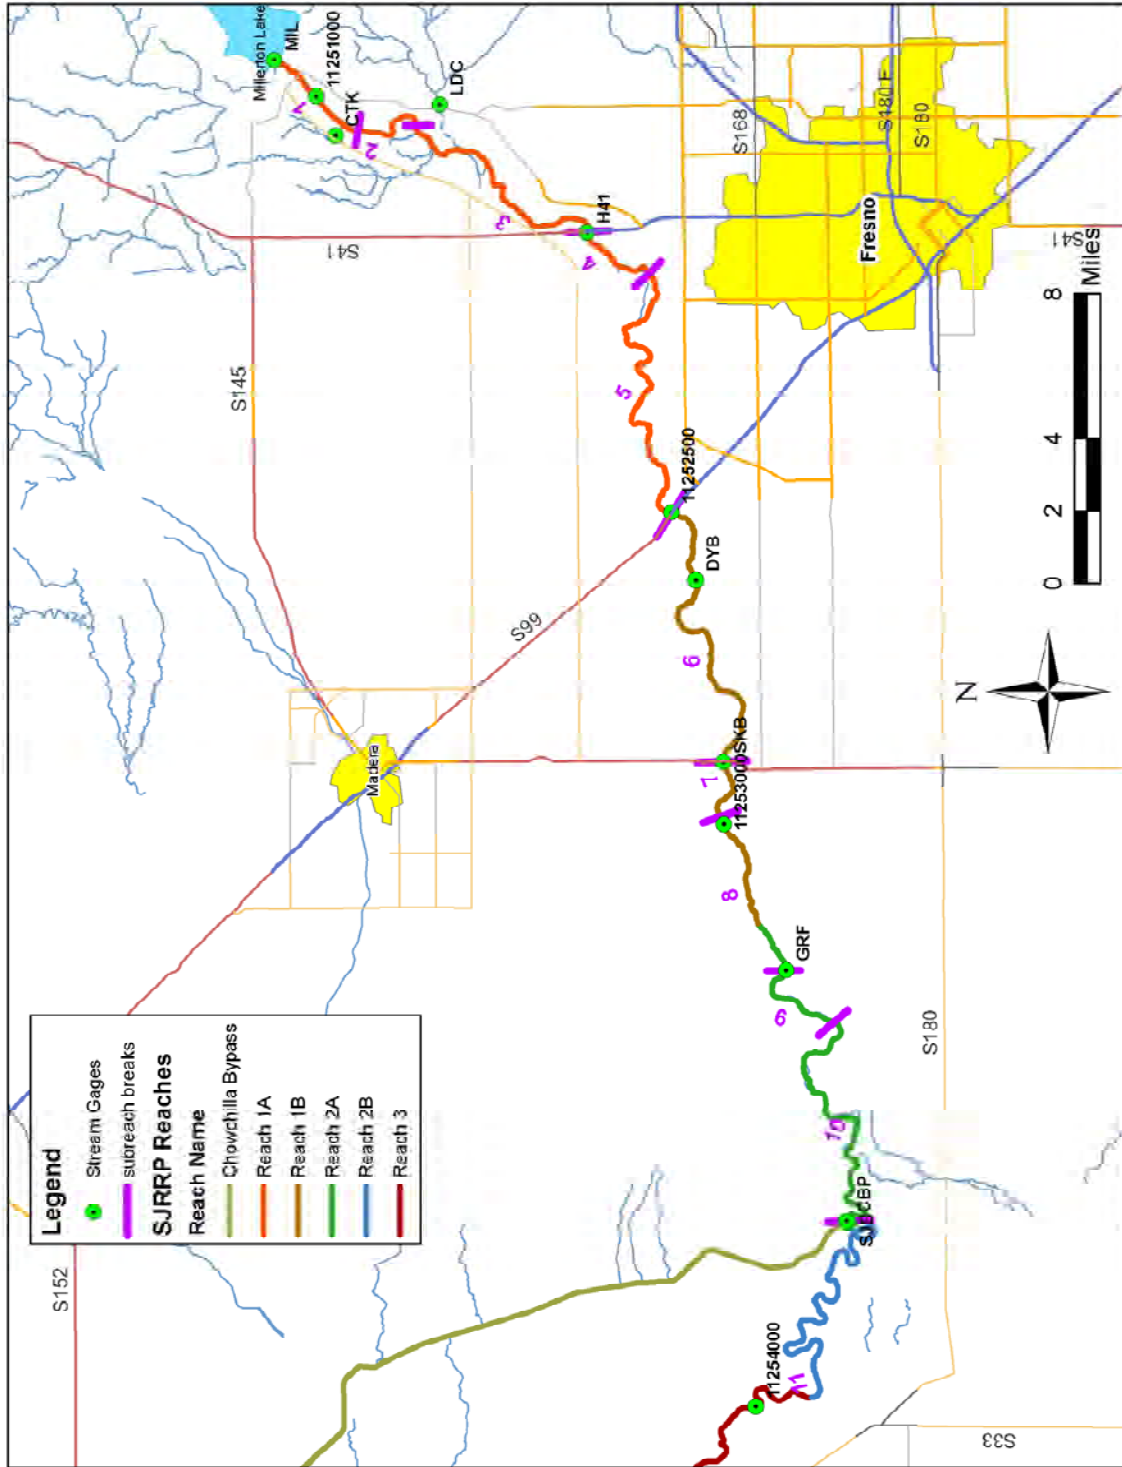 Legend
Stream Gages
subreach breaks
SJRRP Reaches
Reach Name
Chowchilla Bypass
Reach 1A
Reach 1B
Reach 2A
Reach 2B
Reach 3
S152
Millerton Lake
MIL
11251000
CTK
LDC
1
2
3
H41
4
S41
S145
5
11252500
DYB
S99
6
Madera
11253000SKB
7
8
GRF
9
10
SJBCBP
11
11254000
S33
S180
S168
S180 F
S180
Fresno
S41
N
0 2 4 8
Miles